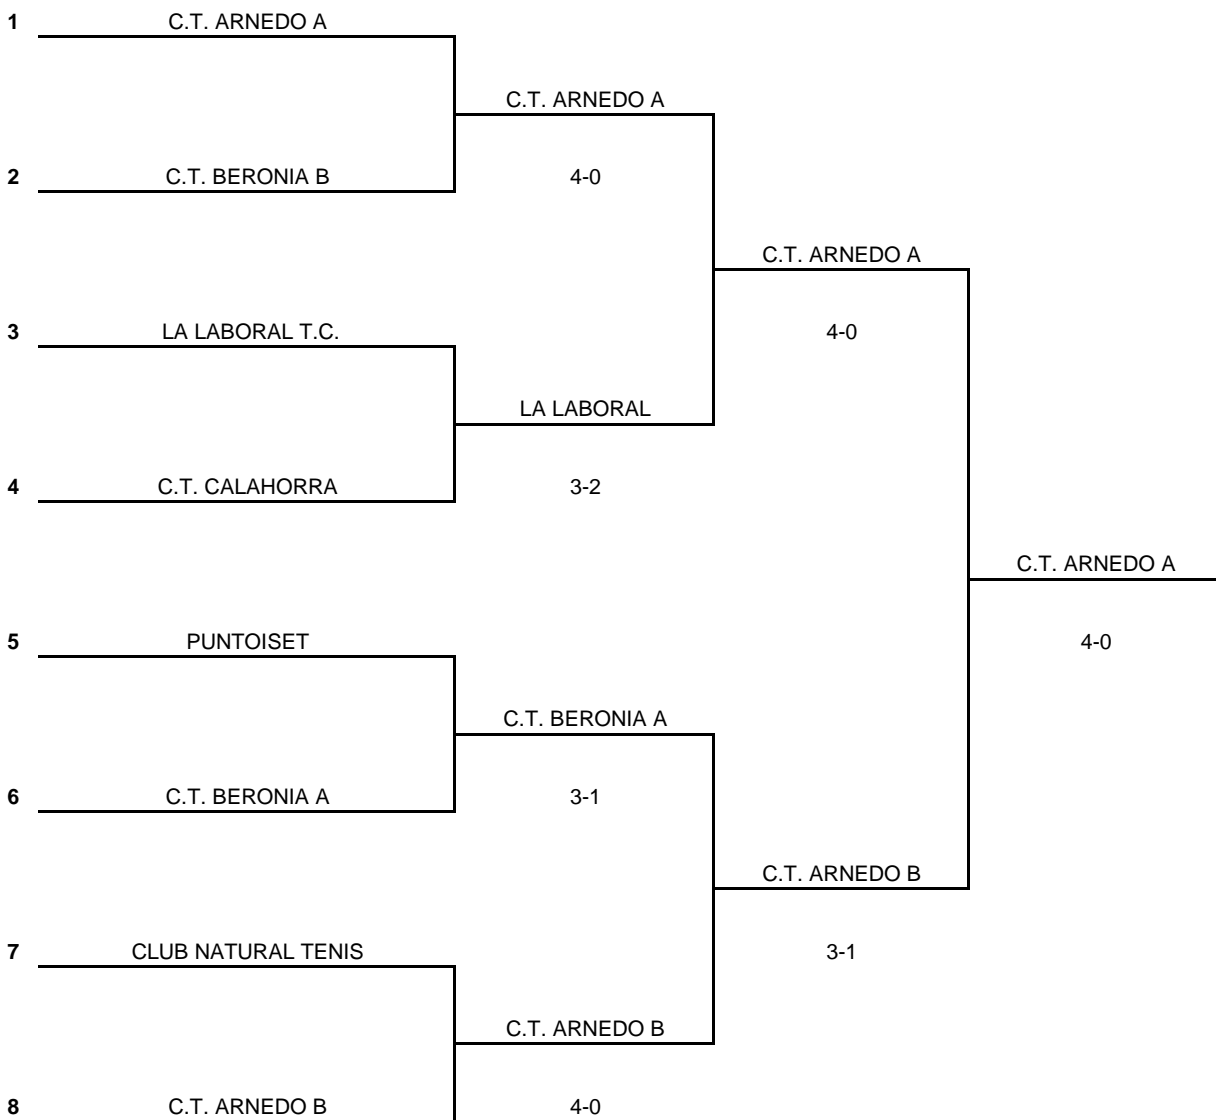 1 C.T. ARNEDO A
C.T. ARNEDO A
2 C.T. BERONIA B 4-0
C.T. ARNEDO A
3 LA LABORAL T.C. 4-0
LA LABORAL
4 C.T. CALAHORRA 3-2
C.T. ARNEDO A
5 PUNTOISET 4-0
C.T. BERONIA A
6 C.T. BERONIA A 3-1
C.T. ARNEDO B
7 CLUB NATURAL TENIS 3-1
C.T. ARNEDO B
8 C.T. ARNEDO B 4-0